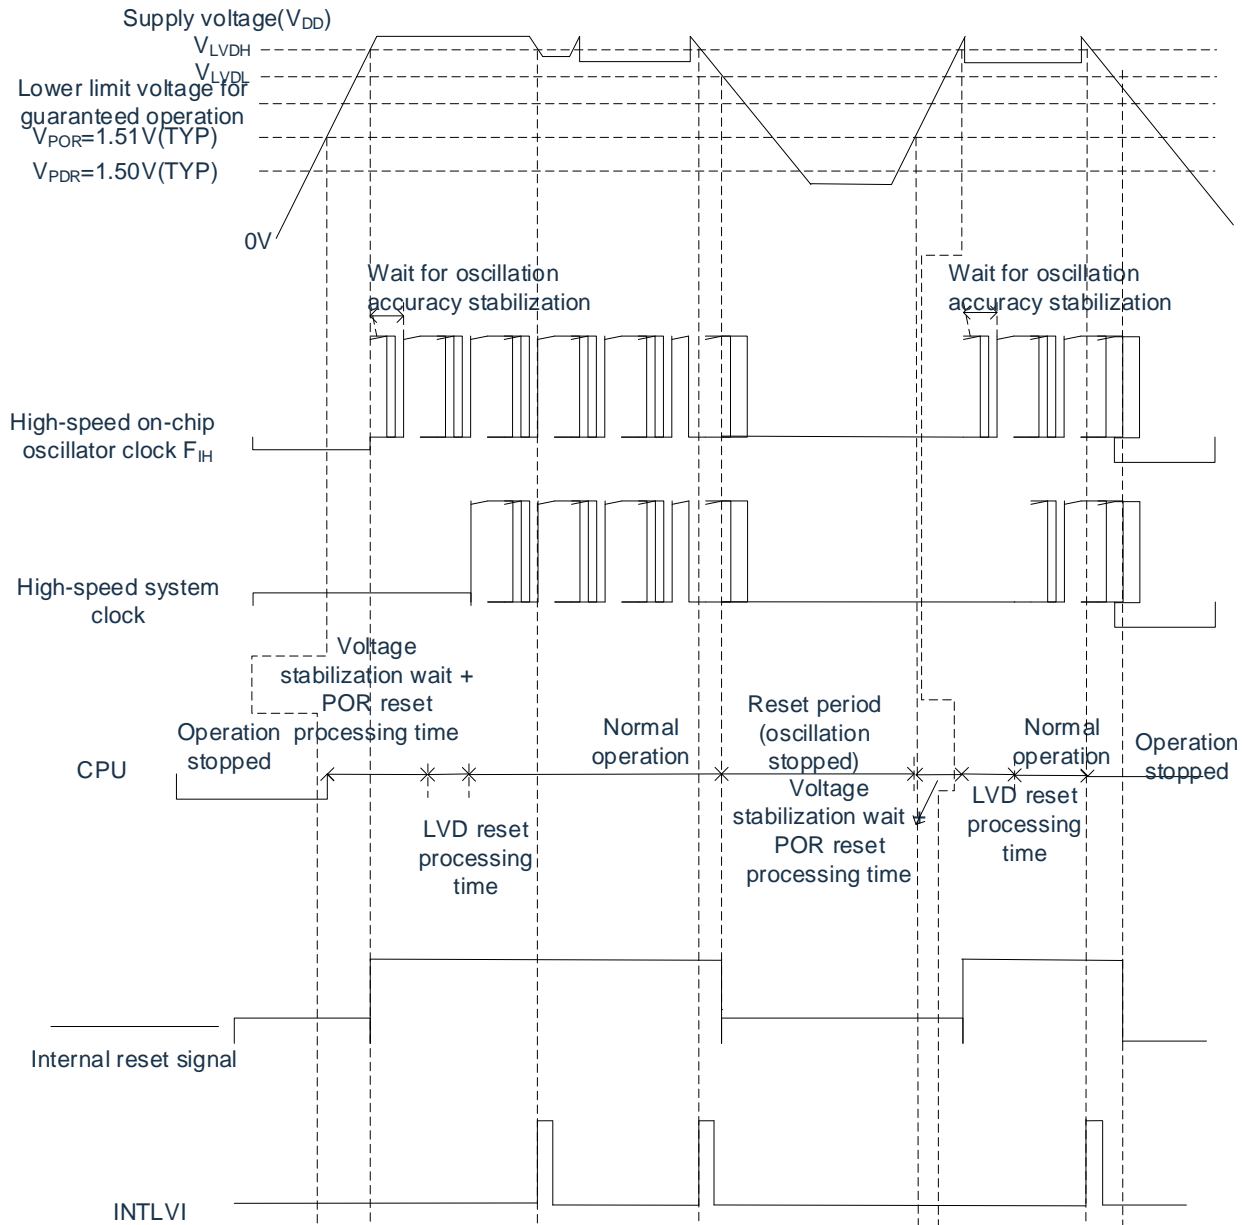 Supply voltage(VDD)
VLVDH
VLVDL
Lower limit voltage for
guaranteed operation
VPOR=1.51V(TYP)
VPDR=1.50V(TYP)
0V
Wait for oscillation
accuracy stabilization
Wait for oscillation
accuracy stabilization
High-speed on-chip
oscillator clock FIH
High-speed system
clock
Voltage
stabilization wait +
POR reset
processing time
Operation
stopped
CPU
LVD reset
processing
time
Normal
operation
Reset period
(oscillation
stopped)
Voltage
stabilization wait +
POR reset
processing time
Normal
operation
LVD reset
processing
time
Operation
stopped
Internal reset signal
INTLVI